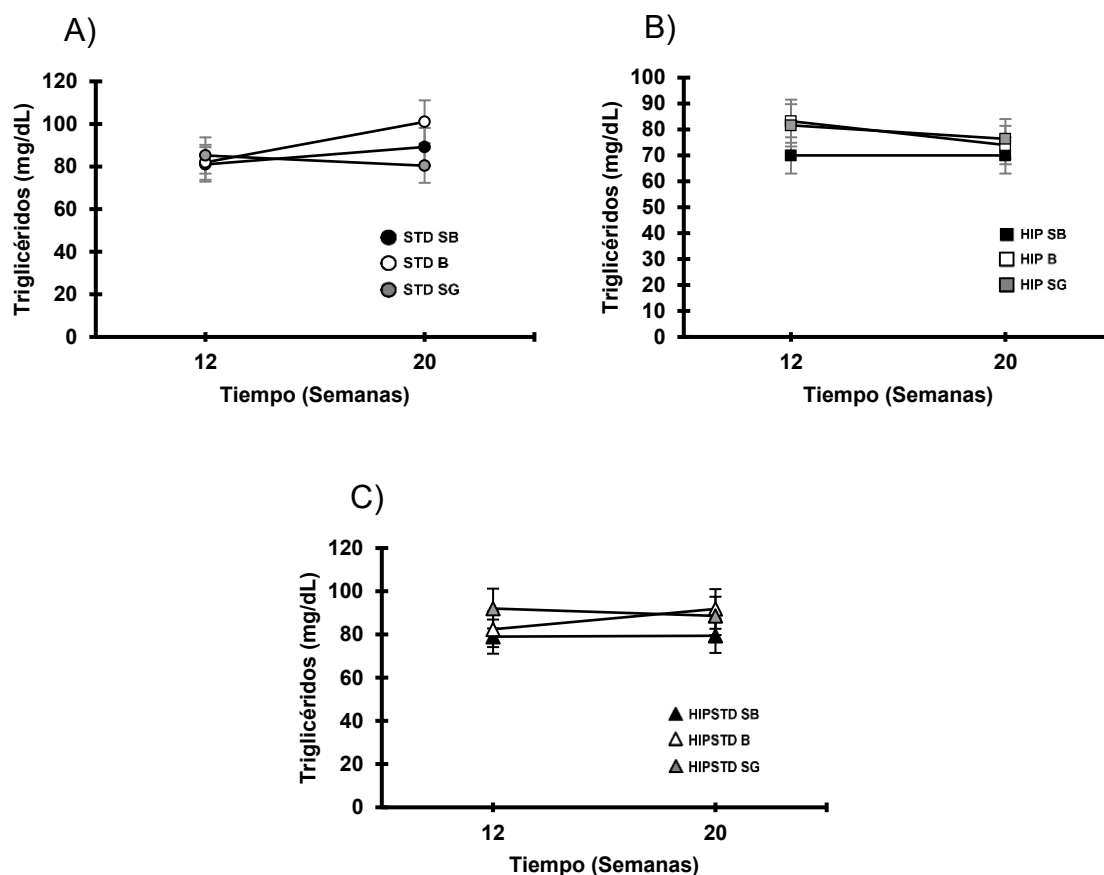 A)
Triglicéridos (mg/dL)
120
100
80
60
40
20
0
STD SB
STD B
STD SG
12
20
Tiempo (Semanas)
B)
Triglicéridos (mg/dL)
100
90
80
70
60
50
40
30
20
10
0
HIP SB
HIP B
HIP SG
12
20
Tiempo (Semanas)
C)
Triglicéridos (mg/dL)
120
100
80
60
40
20
0
HIPSTD SB
HIPSTD B
HIPSTD SG
12
20
Tiempo (Semanas)